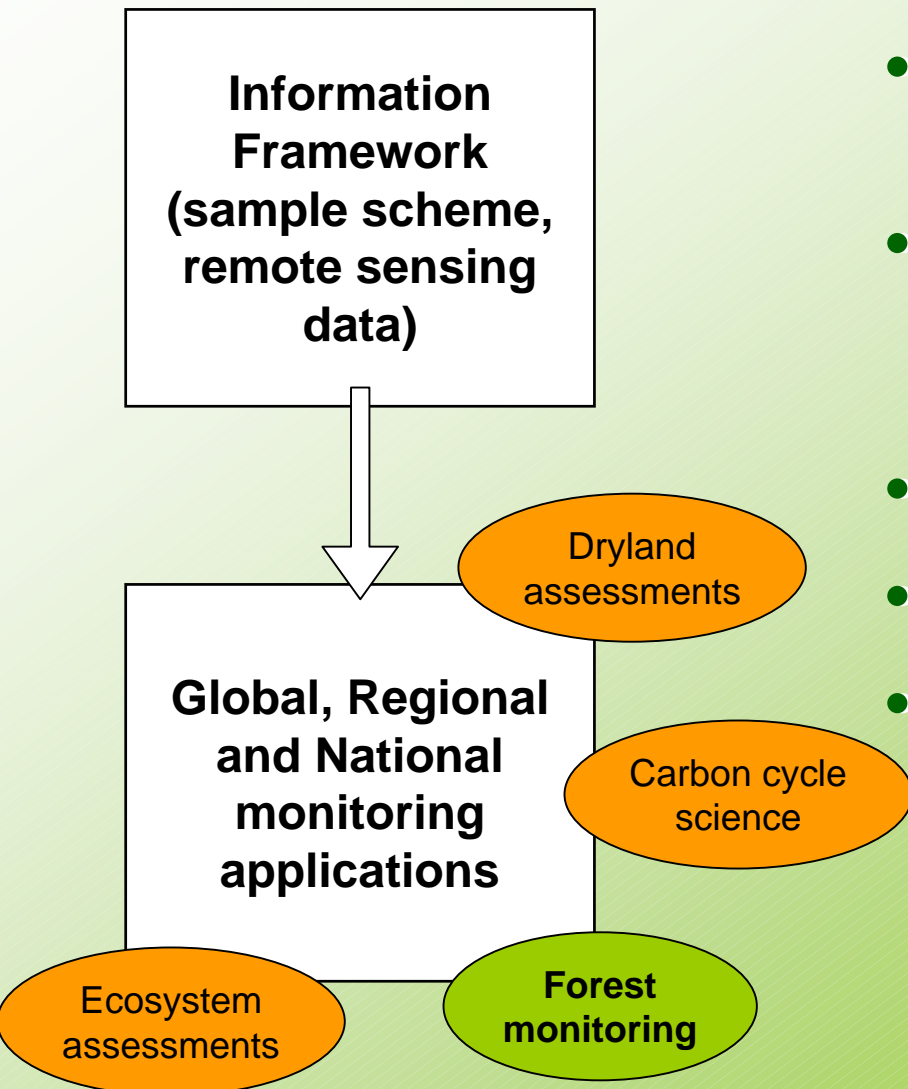 Information
Framework
(sample scheme,
remote sensing
data)
Dryland
assessments
Global, Regional
and National
monitoring
applications
Carbon cycle
science
Ecosystem
assessments
Forest
monitoring